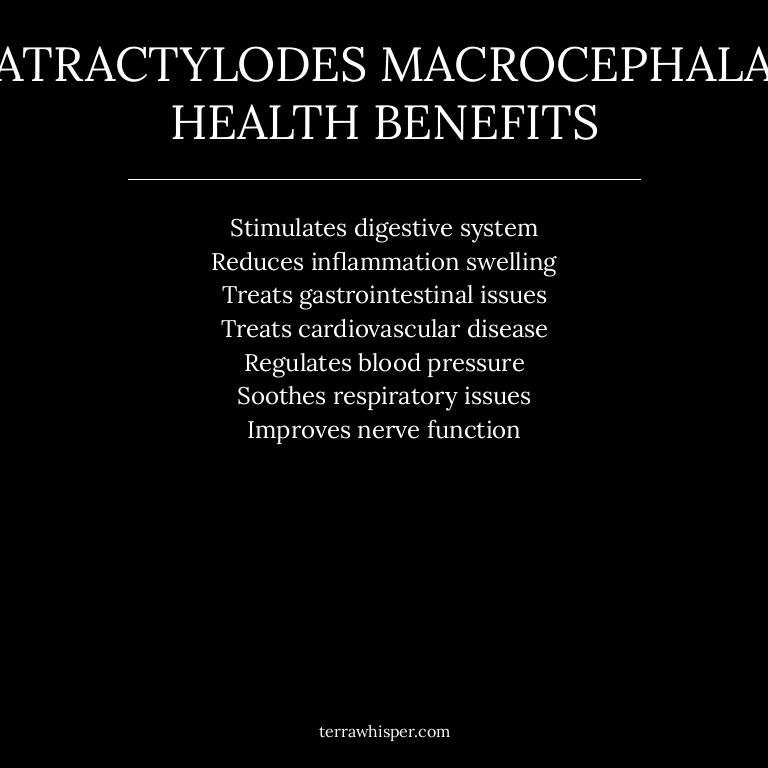 ATRACTYLODES MACROCEPHALA
HEALTH BENEFITS
Stimulates digestive system
Reduces inflammation swelling
Treats gastrointestinal issues
Treats cardiovascular disease
Regulates blood pressure
Soothes respiratory issues
Improves nerve function
terrawhisper.com